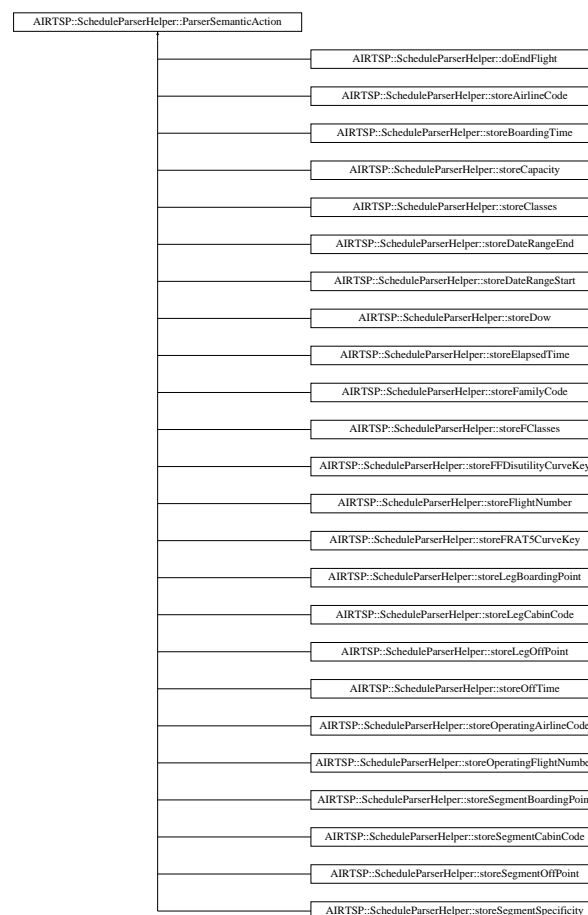 AIRTSP::ScheduleParserHelper::ParserSemanticAction
AIRTSP::ScheduleParserHelper::doEndFlight
AIRTSP::ScheduleParserHelper::storeAirlineCode
AIRTSP::ScheduleParserHelper::storeBoardingTime
AIRTSP::ScheduleParserHelper::storeCapacity
AIRTSP::ScheduleParserHelper::storeClasses
AIRTSP::ScheduleParserHelper::storeDateRangeEnd
AIRTSP::ScheduleParserHelper::storeDateRangeStart
AIRTSP::ScheduleParserHelper::storeDow
AIRTSP::ScheduleParserHelper::storeElapsedTime
AIRTSP::ScheduleParserHelper::storeFamilyCode
AIRTSP::ScheduleParserHelper::storeFClasses
AIRTSP::ScheduleParserHelper::storeFFDisutilityCurveKey
AIRTSP::ScheduleParserHelper::storeFlightNumber
AIRTSP::ScheduleParserHelper::storeFRAT5CurveKey
AIRTSP::ScheduleParserHelper::storeLegBoardingPoint
AIRTSP::ScheduleParserHelper::storeLegCabinCode
AIRTSP::ScheduleParserHelper::storeLegOffPoint
AIRTSP::ScheduleParserHelper::storeOffTime
AIRTSP::ScheduleParserHelper::storeOperatingAirlineCode
AIRTSP::ScheduleParserHelper::storeOperatingFlightNumbe
AIRTSP::ScheduleParserHelper::storeSegmentBoardingPoin
AIRTSP::ScheduleParserHelper::storeSegmentCabinCode
AIRTSP::ScheduleParserHelper::storeSegmentOffPoint
AIRTSP::ScheduleParserHelper::storeSegmentSpecificity